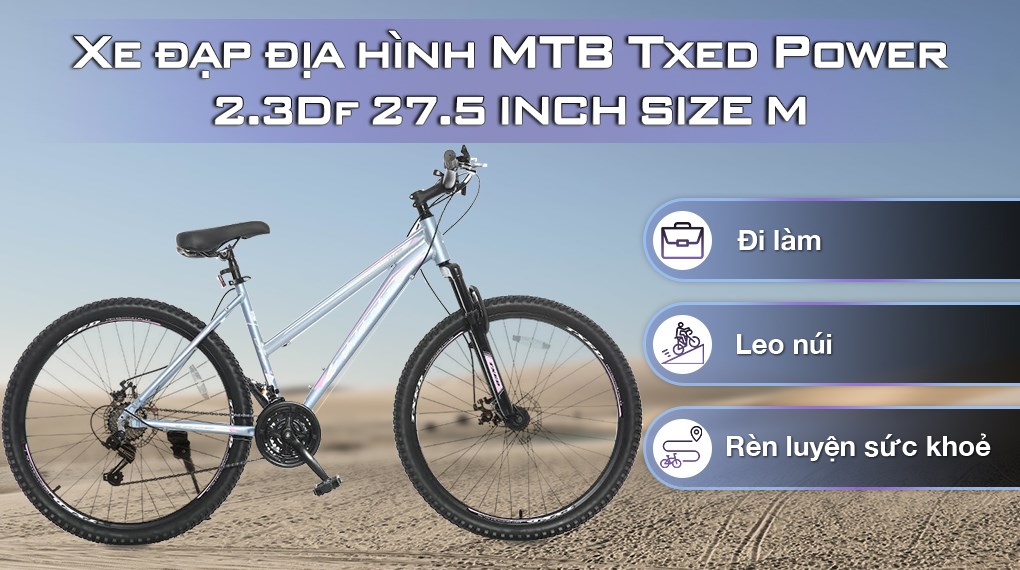 Xe đạp địa hình MTB Txed Power
2.3Df 27.5 inch size M
Đi làm
Leo núi
Rèn luyện sức khoẻ